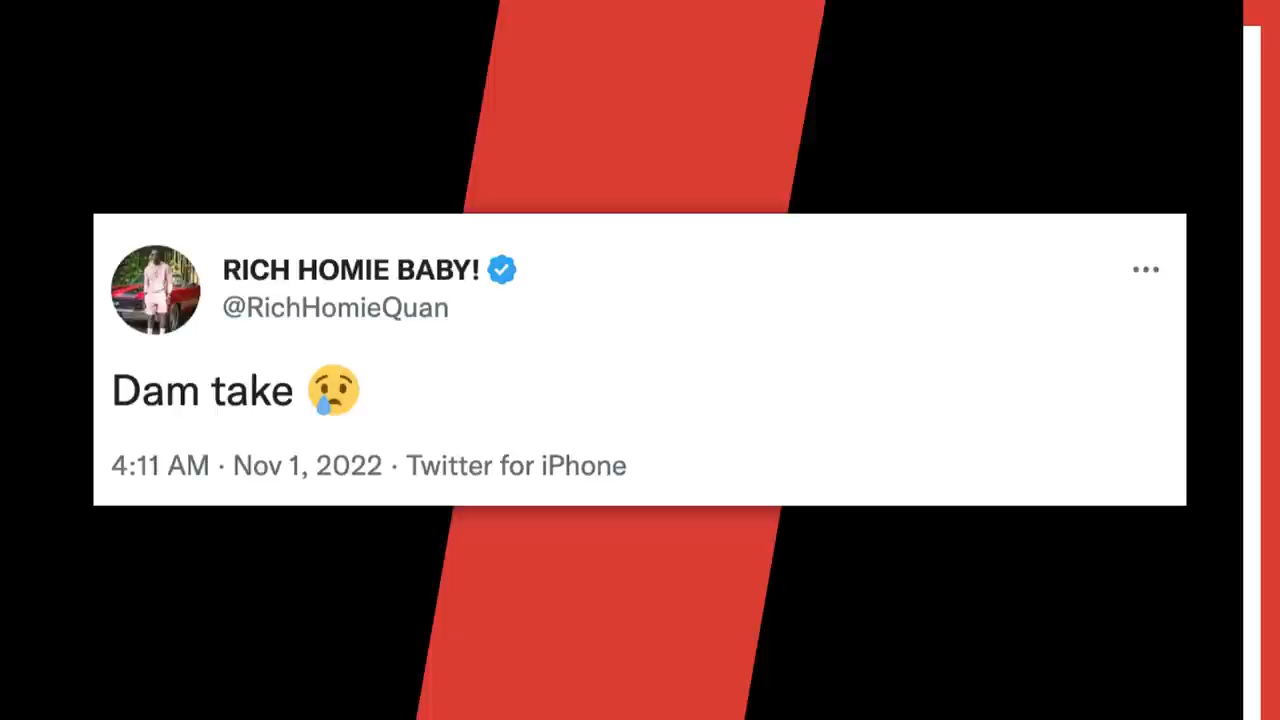 RICH HOMIE BABY!
@RichHomieQuan
Dam take 😢
4:11 AM · Nov 1, 2022 · Twitter for iPhone